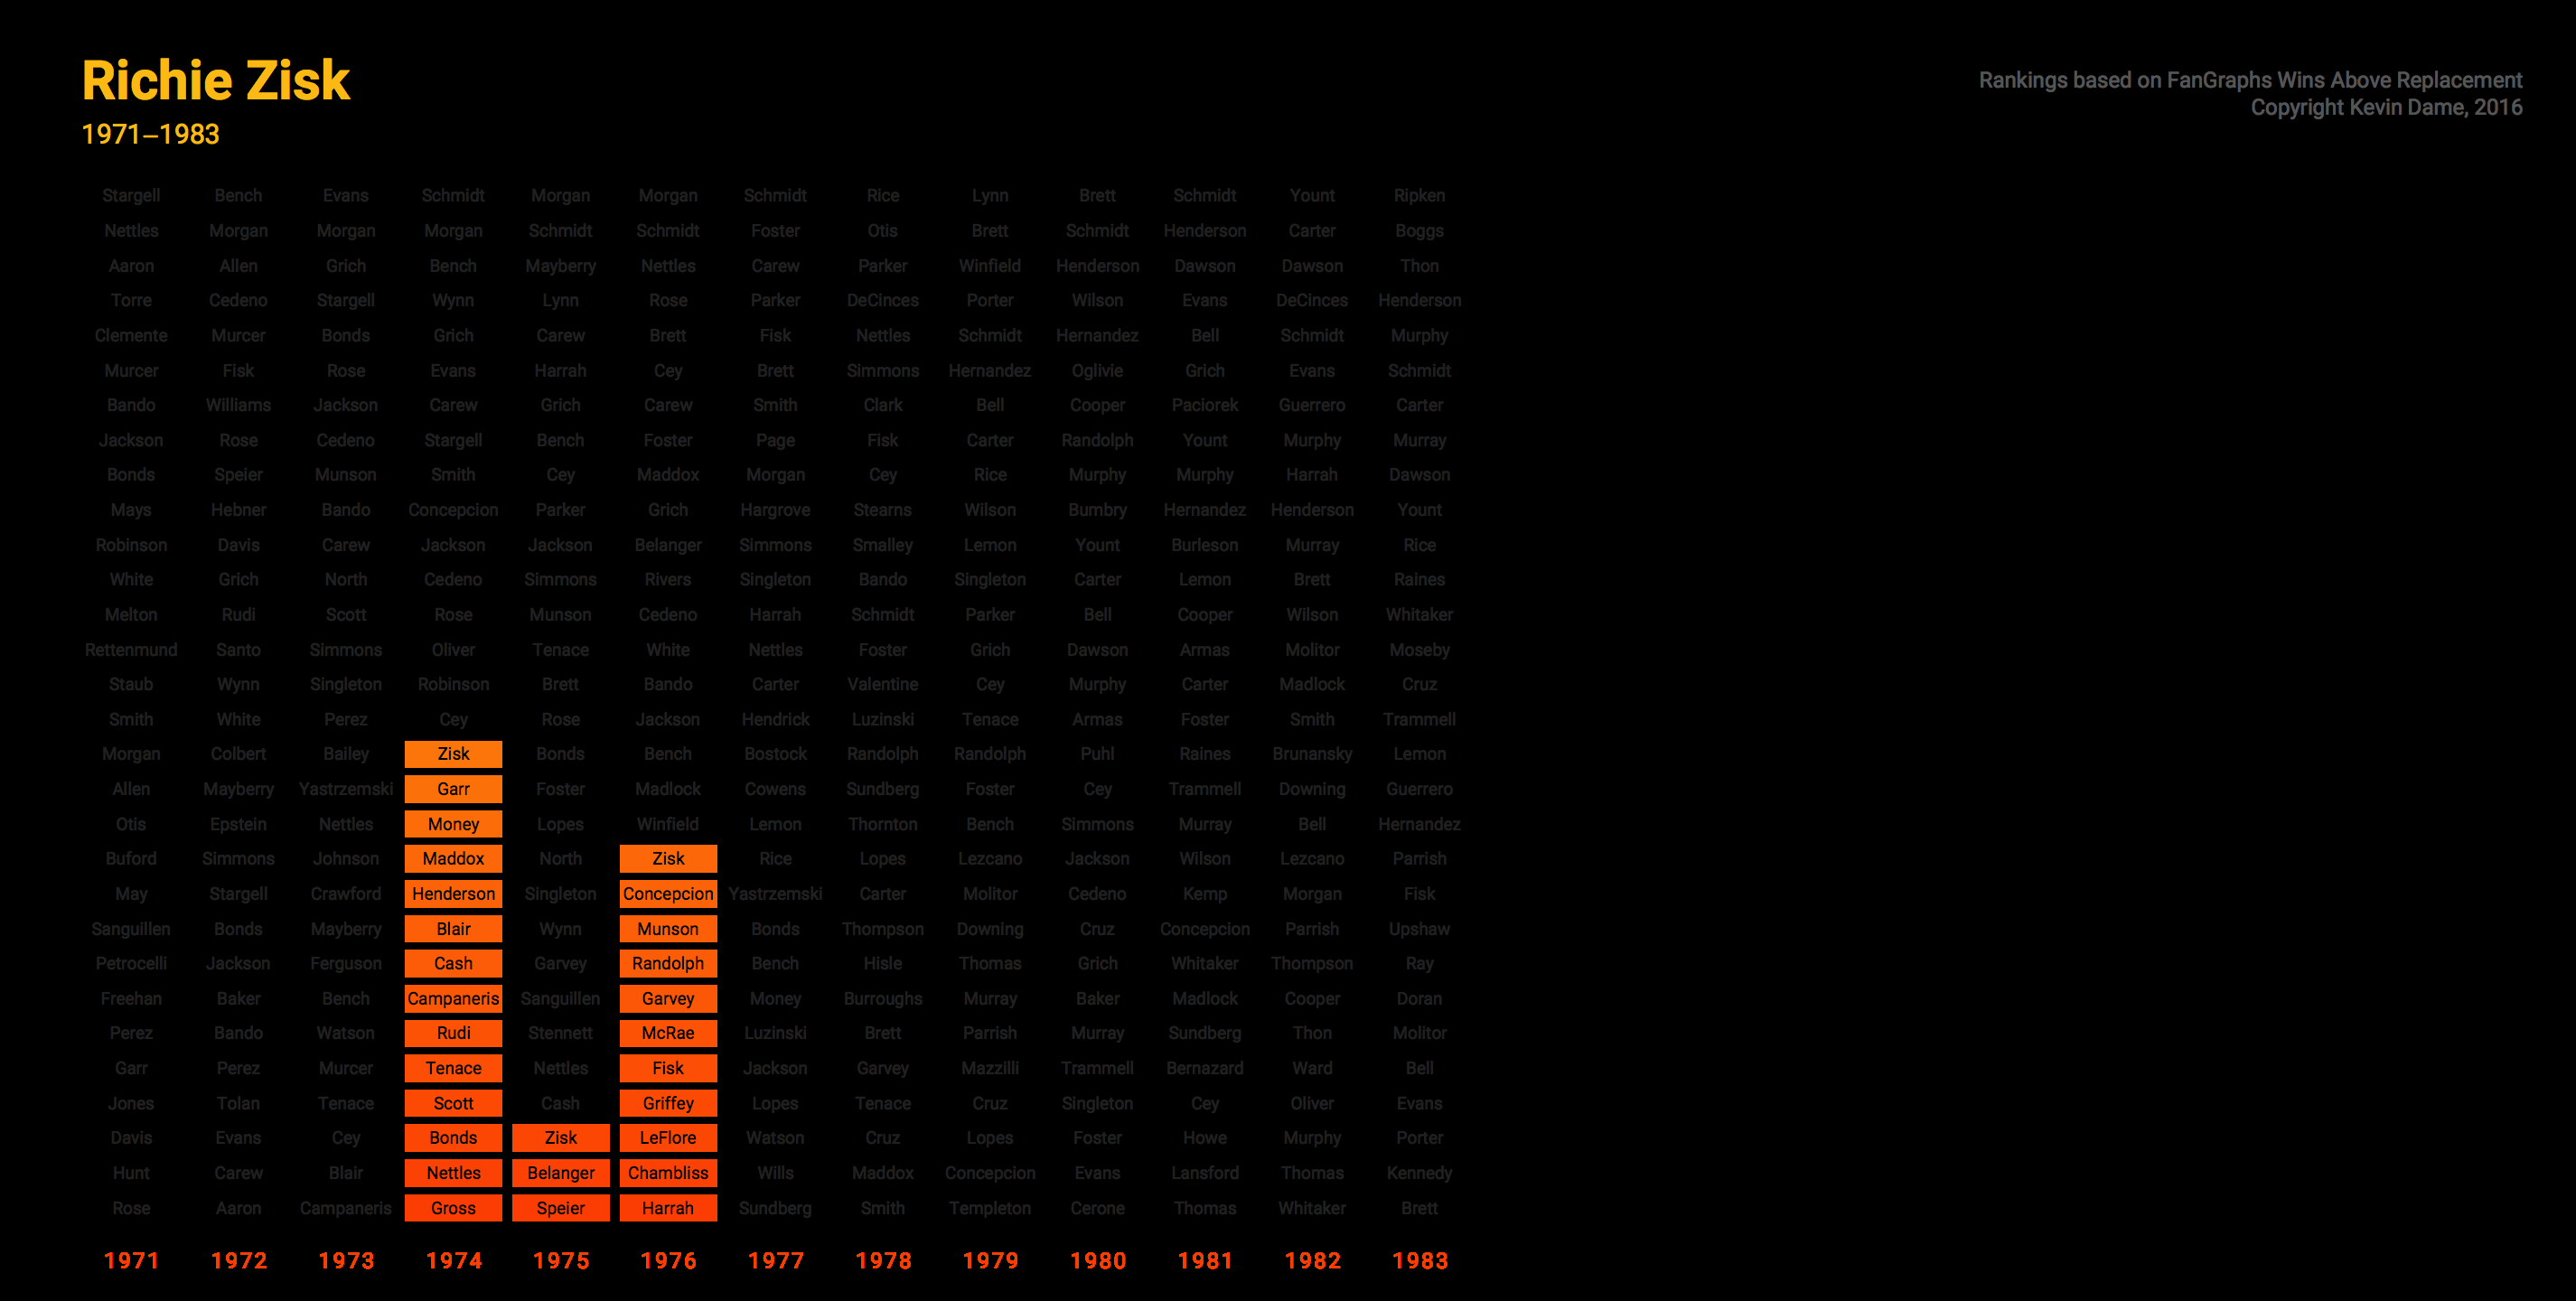 Richie Zisk
1971–1983
Rankings based on FanGraphs Wins Above Replacement
Copyright Kevin Dame, 2016
Stargell Bench Evans Schmidt Morgan Morgan Schmidt Rice Lynn Brett Schmidt Yount Ripken
Nettles Morgan Morgan Morgan Schmidt Schmidt Foster Otis Brett Schmidt Henderson Carter Boggs
Aaron Allen Grich Bench Mayberry Nettles Carew Parker Winfield Henderson Dawson Dawson Thon
Torre Cedeno Stargell Wynn Lynn Rose Parker DeCinces Porter Wilson Evans DeCinces Henderson
Clemente Murcer Bonds Grich Carew Brett Fisk Nettles Schmidt Hernandez Bell Schmidt Murphy
Murcer Fisk Rose Evans Harrah Cey Brett Simmons Hernandez Oglivie Grich Evans Schmidt
Bando Williams Jackson Carew Grich Carew Smith Clark Bell Cooper Paciorek Guerrero Carter
Jackson Rose Cedeno Stargell Bench Foster Page Fisk Carter Randolph Yount Murphy Murray
Bonds Speier Munson Smith Cey Maddox Morgan Cey Rice Murphy Murphy Harrah Dawson
Mays Hebner Bando Concepcion Parker Grich Hargrove Stearns Wilson Bumbry Hernandez Henderson Yount
Robinson Davis Carew Jackson Jackson Belanger Simmons Smalley Lemon Yount Burleson Murray Rice
White Grich North Cedeno Simmons Rivers Singleton Bando Singleton Carter Lemon Brett Raines
Melton Rudi Scott Rose Munson Cedeno Harrah Schmidt Parker Bell Cooper Wilson Whitaker
Rettenmund Santo Simmons Oliver Tenace White Nettles Foster Grich Dawson Armas Molitor Moseby
Staub Wynn Singleton Robinson Brett Bando Carter Valentine Cey Murphy Carter Madlock Cruz
Smith White Perez Cey Rose Jackson Hendrick Luzinski Tenace Armas Foster Smith Trammell
Morgan Colbert Bailey Zisk Bonds Bench Bostock Randolph Randolph Puhl Raines Brunansky Lemon
Allen Mayberry Yastrzemski Garr Foster Madlock Cowens Sundberg Foster Cey Trammell Downing Guerrero
Otis Epstein Nettles Money Lopes Winfield Lemon Thornton Bench Simmons Murray Bell Hernandez
Buford Simmons Johnson Maddox North Zisk Rice Lopes Lezcano Jackson Wilson Lezcano Parrish
May Stargell Crawford Henderson Singleton Concepcion Yastrzemski Carter Molitor Cedeno Kemp Morgan Fisk
Sanguillen Bonds Mayberry Blair Wynn Munson Bonds Thompson Downing Cruz Concepcion Parrish Upshaw
Petrocelli Jackson Ferguson Cash Garvey Randolph Bench Hisle Thomas Grich Whitaker Thompson Ray
Freehan Baker Bench Campaneris Sanguillen Garvey Money Burroughs Murray Baker Madlock Cooper Doran
Perez Bando Watson Rudi Stennett McRae Luzinski Brett Parrish Murray Sundberg Thon Molitor
Garr Perez Murcer Tenace Nettles Fisk Jackson Garvey Mazzilli Trammell Bernazard Ward Bell
Jones Tolan Tenace Scott Cash Griffey Lopes Tenace Cruz Singleton Cey Oliver Evans
Davis Evans Cey Bonds Zisk LeFlore Watson Cruz Lopes Foster Howe Murphy Porter
Hunt Carew Blair Nettles Belanger Chambliss Wills Maddox Concepcion Evans Lansford Thomas Kennedy
Rose Aaron Campaneris Gross Speier Harrah Sundberg Smith Templeton Cerone Thomas Whitaker Brett
1971 1972 1973 1974 1975 1976 1977 1978 1979 1980 1981 1982 1983